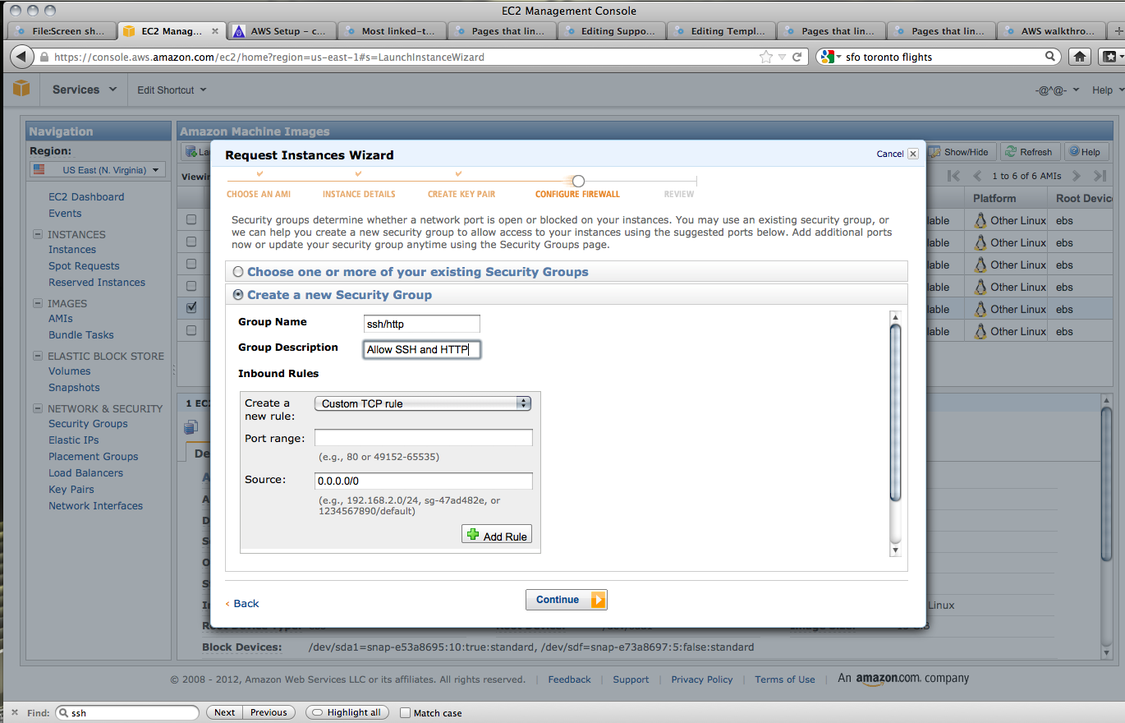 EC2 Management Console
File:Screen sh...
EC2 Manag...
AWS Setup – c...
Most linked-t...
Pages that lin...
Editing Suppo...
Editing Templ...
Pages that lin...
Pages that lin...
AWS walkthro...
https://console.aws.amazon.com/ec2/home?region=us-east-1#s=LaunchInstanceWizard
sfo toronto flights
Services
Edit Shortcut
-@^@-
Help
Navigation
Amazon Machine Images
Region:
US East (N. Virginia)
Show/Hide
Refresh
Help
Viewin
1 to 6 of 6 AMIs
Platform
Root Devic
EC2 Dashboard
Events
INSTANCES
Instances
Spot Requests
Reserved Instances
IMAGES
AMIs
Bundle Tasks
ELASTIC BLOCK STORE
Volumes
Snapshots
NETWORK & SECURITY
Security Groups
Elastic IPs
Placement Groups
Load Balancers
Key Pairs
Network Interfaces
lable Other Linux ebs
lable Other Linux ebs
lable Other Linux ebs
lable Other Linux ebs
lable Other Linux ebs
lable Other Linux ebs
Request Instances Wizard
Cancel
CHOOSE AN AMI
INSTANCE DETAILS
CREATE KEY PAIR
CONFIGURE FIREWALL
REVIEW
Security groups determine whether a network port is open or blocked on your instances. You may use an existing security group, or
we can help you create a new security group to allow access to your instances using the suggested ports below. Add additional ports
now or update your security group anytime using the Security Groups page.
Choose one or more of your existing Security Groups
Create a new Security Group
Group Name
ssh/http
Group Description
Allow SSH and HTTP
Inbound Rules
Create a
new rule:
Custom TCP rule
Port range:
(e.g., 80 or 49152-65535)
Source:
0.0.0.0/0
(e.g., 192.168.2.0/24, sg-47ad482e, or
1234567890/default)
Add Rule
Back
Continue
1 EC
De
Linux
Block Devices: /dev/sda1=snap-e53a8695:10:true:standard, /dev/sdf=snap-e73a8697:5:false:standard
© 2008 - 2012, Amazon Web Services LLC or its affiliates. All rights reserved.
Feedback
Support
Privacy Policy
Terms of Use
An amazon.com company
Find:
ssh
Next
Previous
Highlight all
Match case